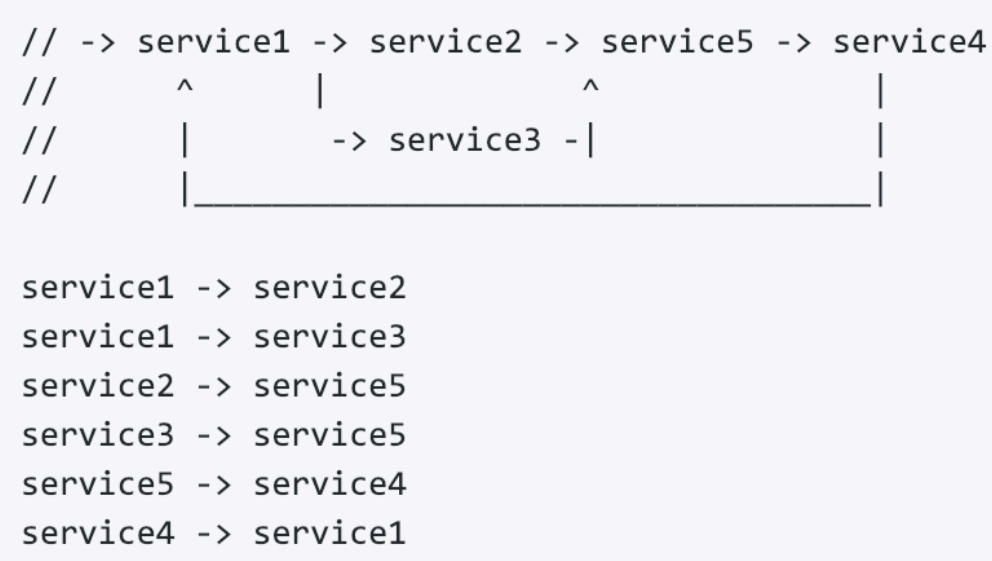 // -> service1 -> service2 -> service5 -> service4
//      ^      |             ^              |
//      |       -> service3 -|              |
//      |___________________________________|
service1 -> service2
service1 -> service3
service2 -> service5
service3 -> service5
service5 -> service4
service4 -> service1